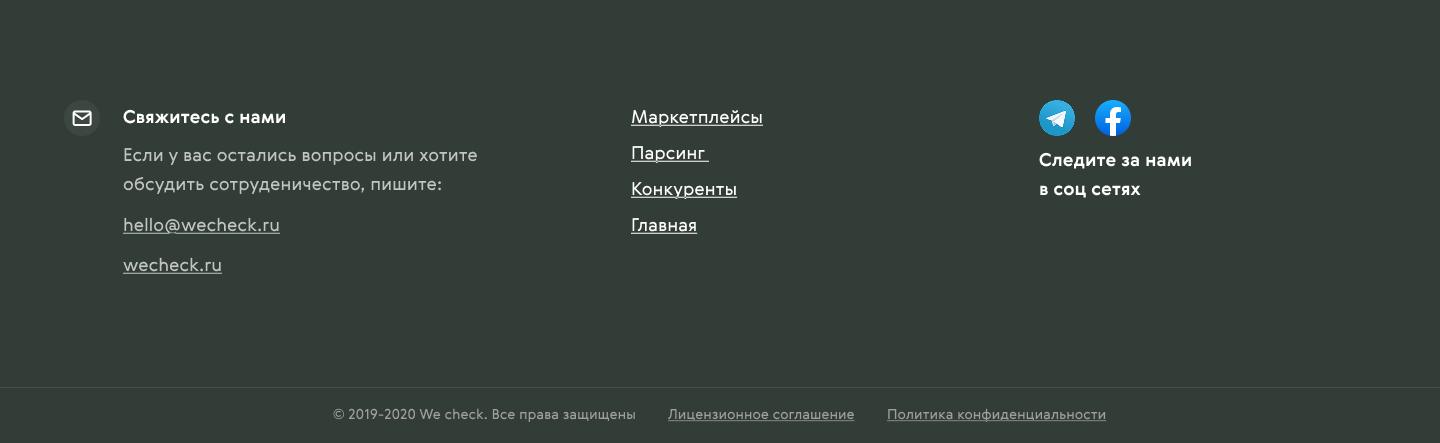 Свяжитесь с нами
Если у вас остались вопросы или хотите
обсудить сотруденичество, пишите:
hello@wecheck.ru
wecheck.ru
Маркетплейсы
Парсинг
Конкуренты
Главная
Следите за нами
в соц сетях
© 2019-2020 We check. Все права защищены
Лицензионное соглашение
Политика конфиденциальности